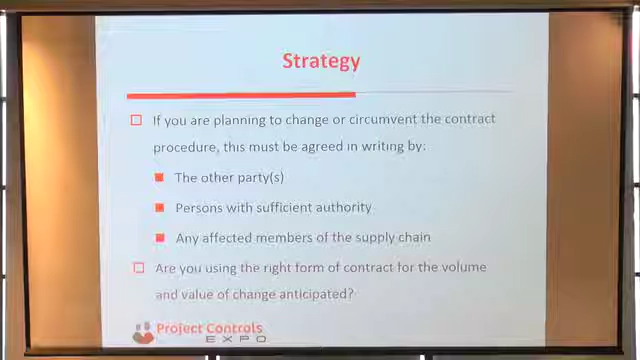 Strategy
If you are planning to change or circumvent the contract
procedure, this must be agreed in writing by:
The other party(s)
Persons with sufficient authority
Any affected members of the supply chain
Are you using the right form of contract for the volume
and value of change anticipated?
Project Controls
EXPO